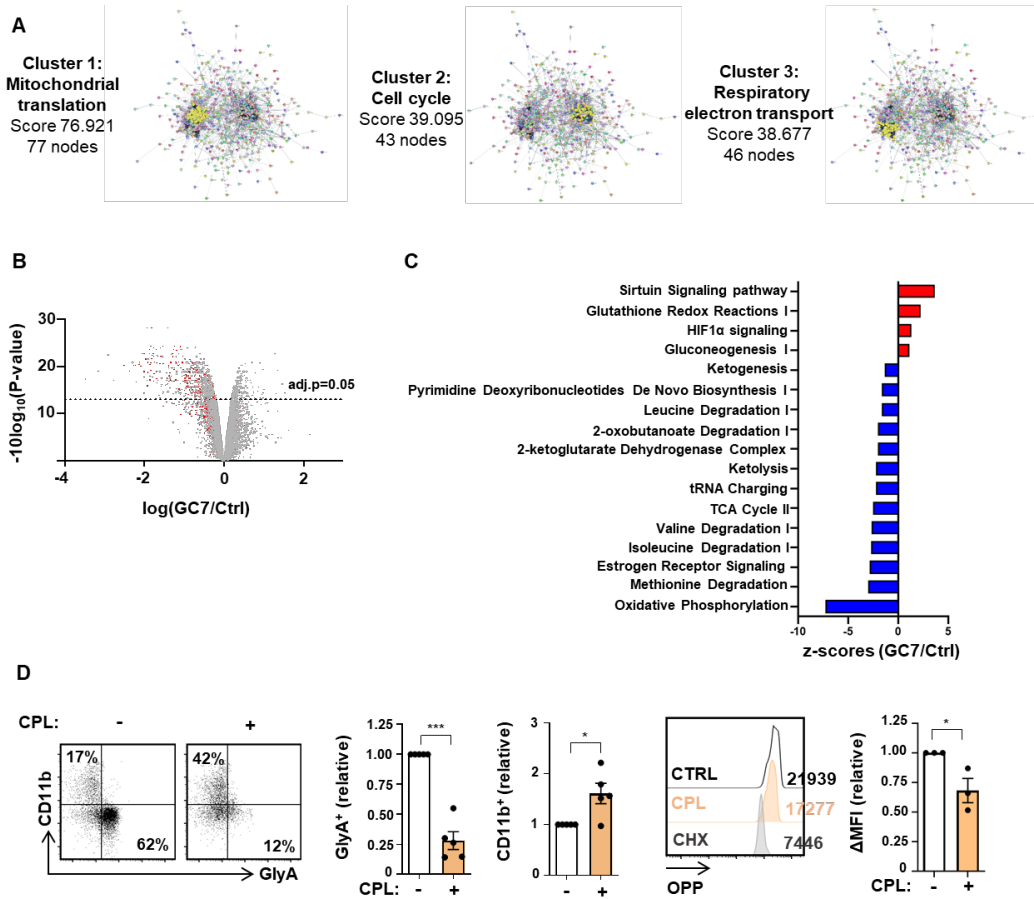 A
Cluster 1:
Mitochondrial
translation
Score 76.921
77 nodes
Cluster 2:
Cell cycle
Score 39.095
43 nodes
Cluster 3:
Respiratory
electron transport
Score 38.677
46 nodes
B
-10log10(P-value)
30
20
10
adj.p=0.05
-4
-2
0
2
log(GC7/Ctrl)
C
Sirtuin Signaling pathway
Glutathione Redox Reactions I
HIF1α signaling
Gluconeogenesis I
Ketogenesis
Pyrimidine Deoxyribonucleotides De Novo Biosynthesis I
Leucine Degradation I
2-oxobutanoate Degradation I
2-ketoglutarate Dehydrogenase Complex
Ketolysis
tRNA Charging
TCA Cycle II
Valine Degradation I
Isoleucine Degradation I
Estrogen Receptor Signaling
Methionine Degradation
Oxidative Phosphorylation
-10
-5
0
5
z-scores (GC7/Ctrl)
D
CPL:
-
+
17%
62%
42%
12%
CD11b
GlyA
GlyA+ (relative)
1.25
1.00
0.75
0.50
0.25
0
***
CPL: - +
CD11b+ (relative)
3
2
1
0
*
- +
CTRL 21939
CPL 17277
CHX 7446
OPP
ΔMFI (relative)
1.25
1.00
0.75
0.50
0.25
0
*
CPL: - +